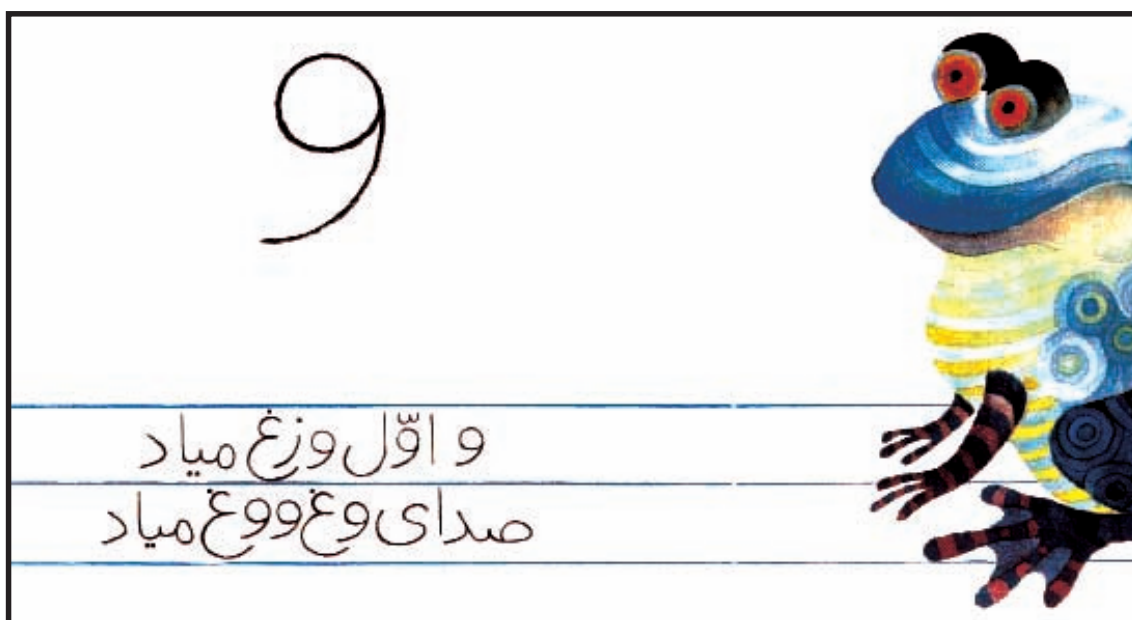 و
و اوّل وزغ میاد
صدای وغ و وغ میاد